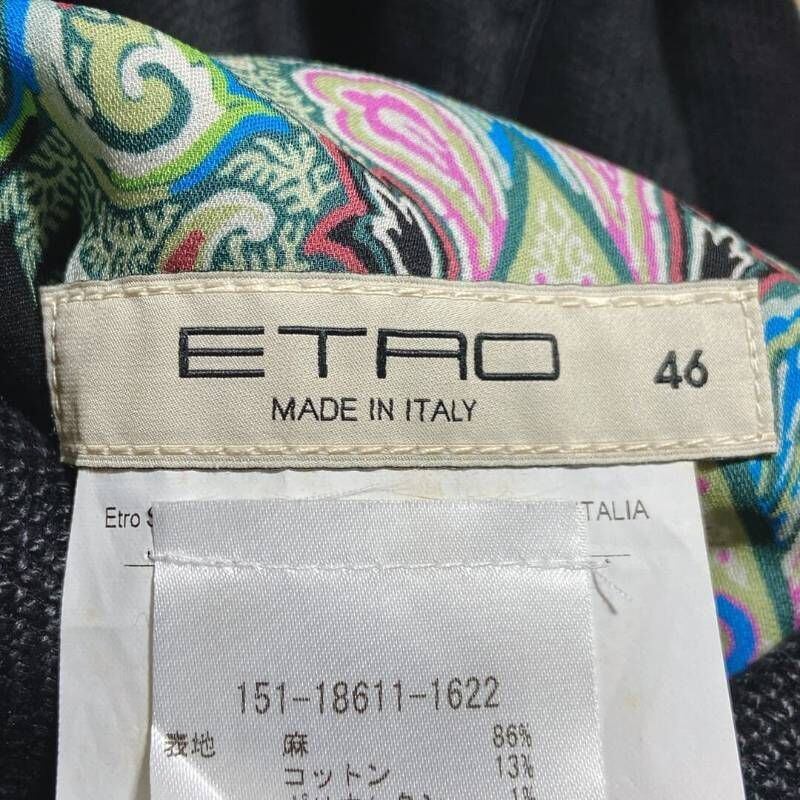 ETRO 46
MADE IN ITALY
Etro ITALIA
151-18611-1622
表地 麻 86%
コットン 13%
1%